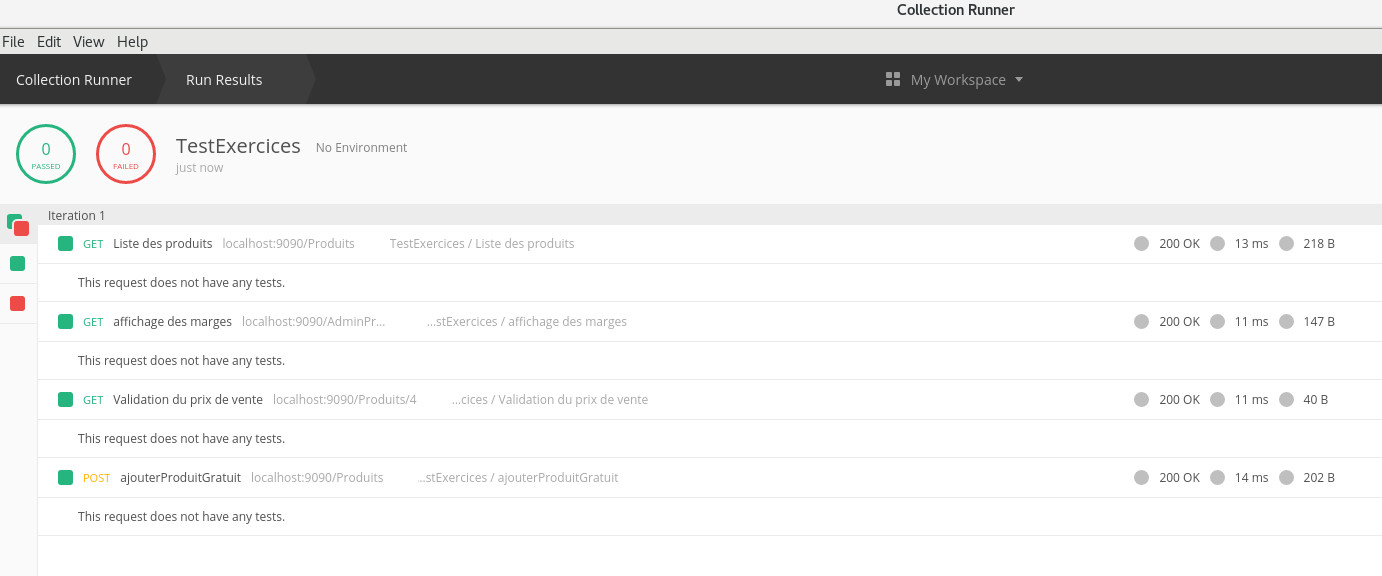 Collection Runner
File Edit View Help
Collection Runner Run Results My Workspace
0 PASSED 0 FAILED TestExercices No Environment
just now
Iteration 1
GET Liste des produits localhost:9090/Produits TestExercices / Liste des produits 200 OK 13 ms 218 B
This request does not have any tests.
GET affichage des marges localhost:9090/AdminPr... ...stExercices / affichage des marges 200 OK 11 ms 147 B
This request does not have any tests.
GET Validation du prix de vente localhost:9090/Produits/4 ...cices / Validation du prix de vente 200 OK 11 ms 40 B
This request does not have any tests.
POST ajouterProduitGratuit localhost:9090/Produits ...stExercices / ajouterProduitGratuit 200 OK 14 ms 202 B
This request does not have any tests.